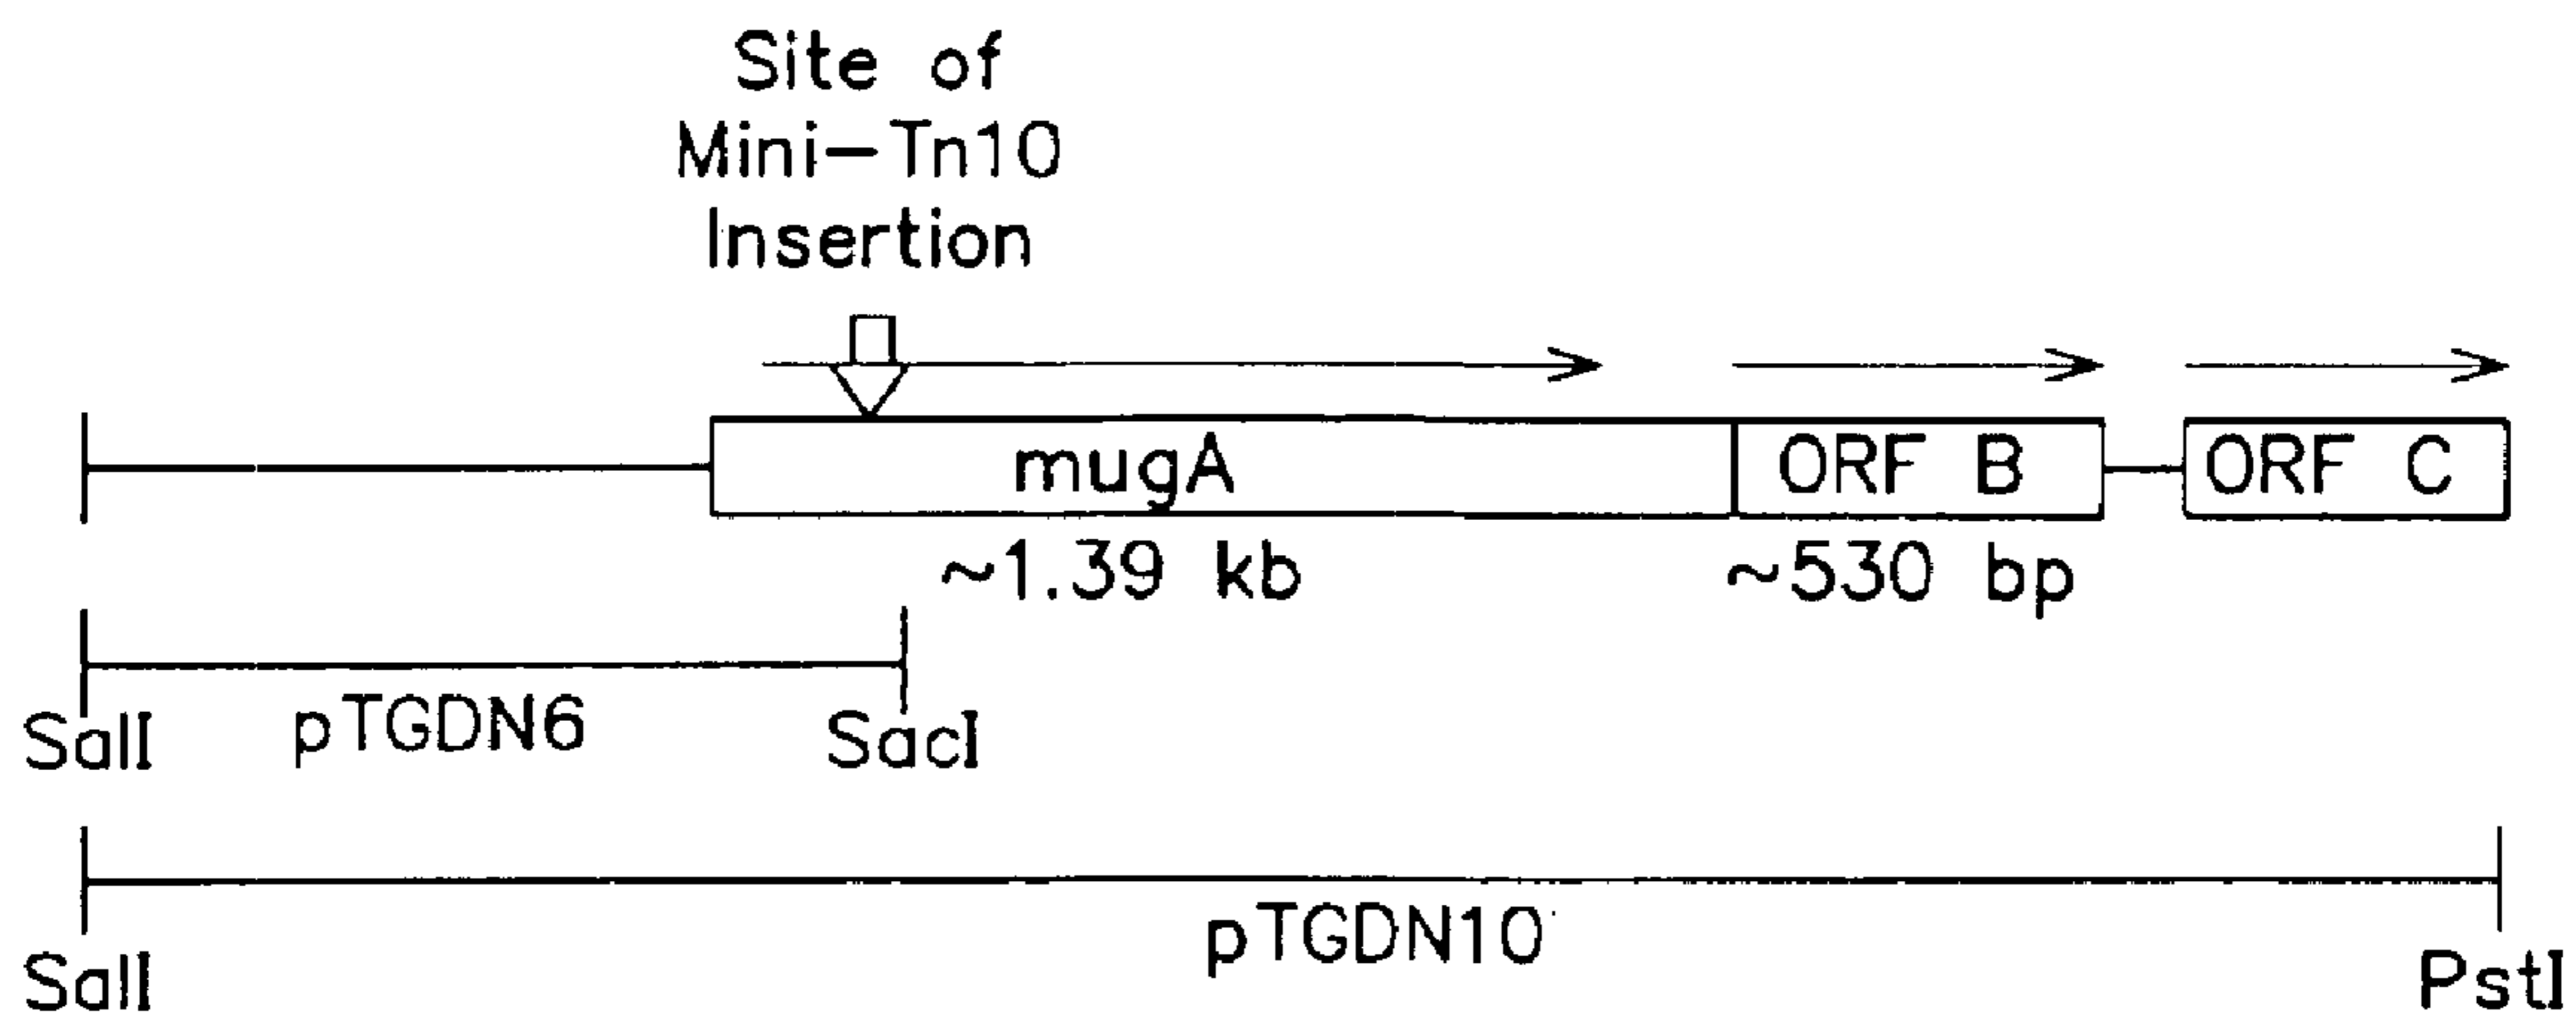 Site of
Mini-Tn10
Insertion
mugA
ORF B
ORF C
~1.39 kb
~530 bp
SalI
pTGDN6
SacI
pTGDN10
SalI
PstI